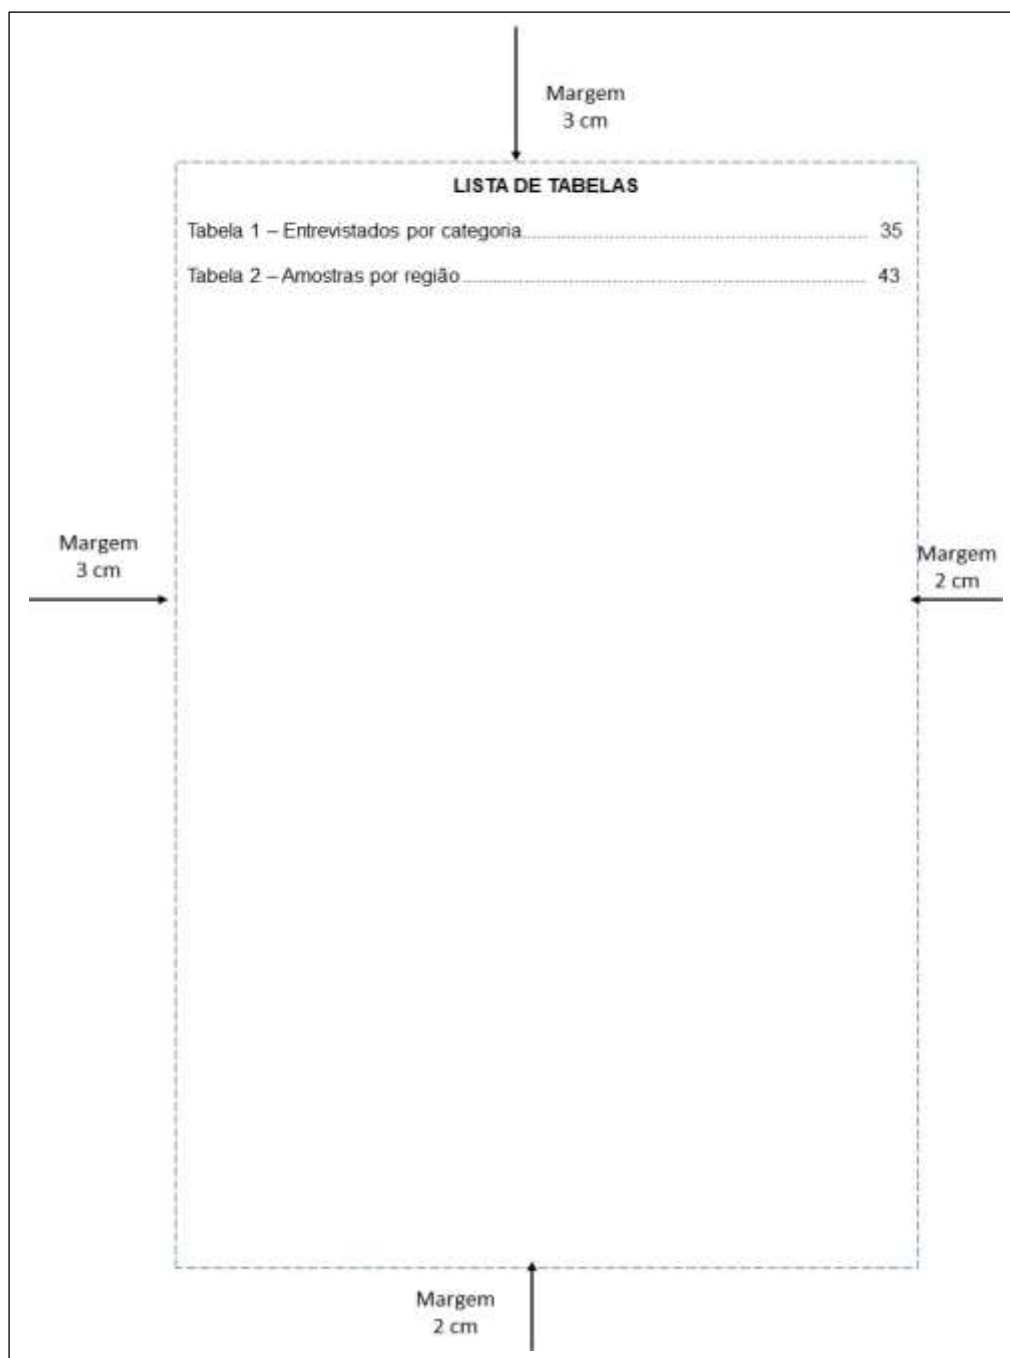 Margem
3 cm
LISTA DE TABELAS
Tabela 1 – Entrevistados por categoria........................................................................ 35
Tabela 2 – Amostras por região.................................................................................... 43
Margem
3 cm
Margem
2 cm
Margem
2 cm